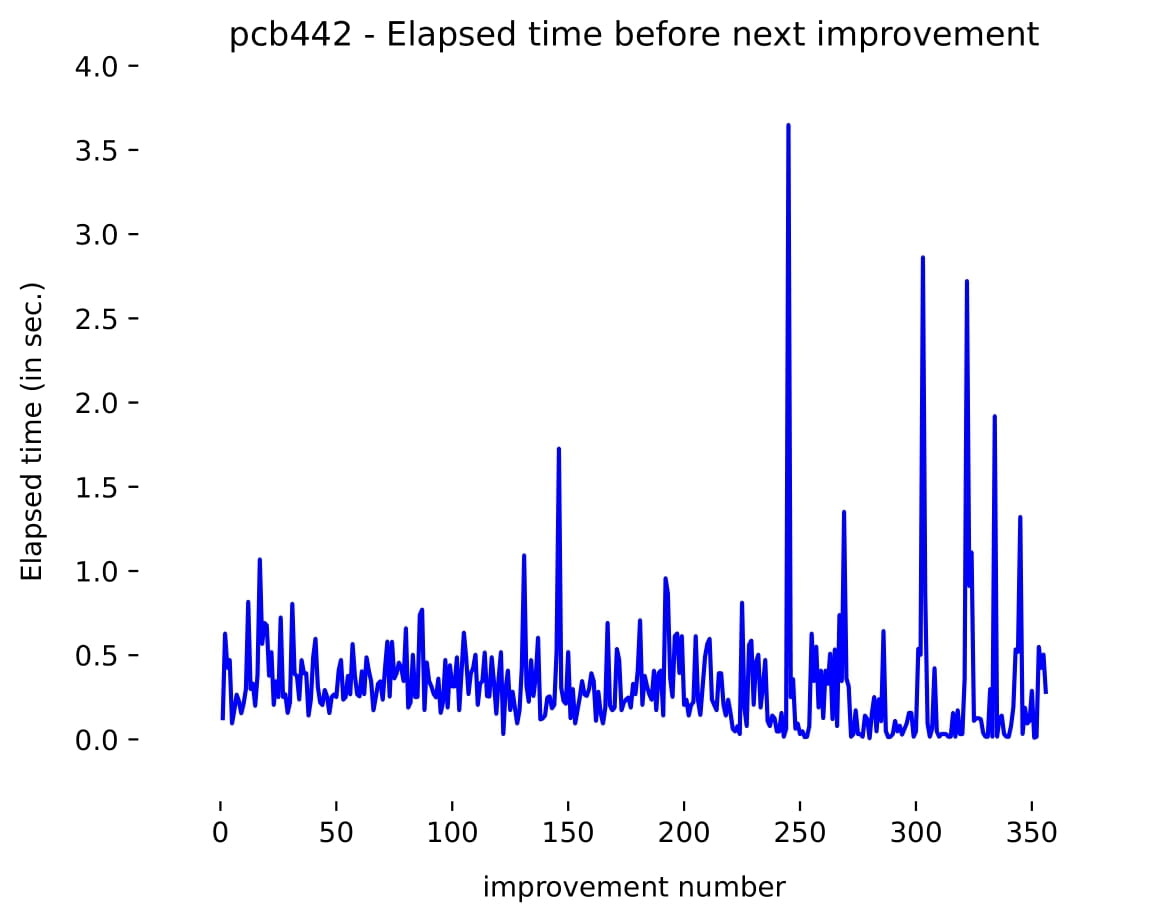 pcb442 - Elapsed time before next improvement
4.0
3.5
3.0
2.5
2.0
1.5
1.0
0.5
0.0
Elapsed time (in sec.)
0 50 100 150 200 250 300 350
improvement number